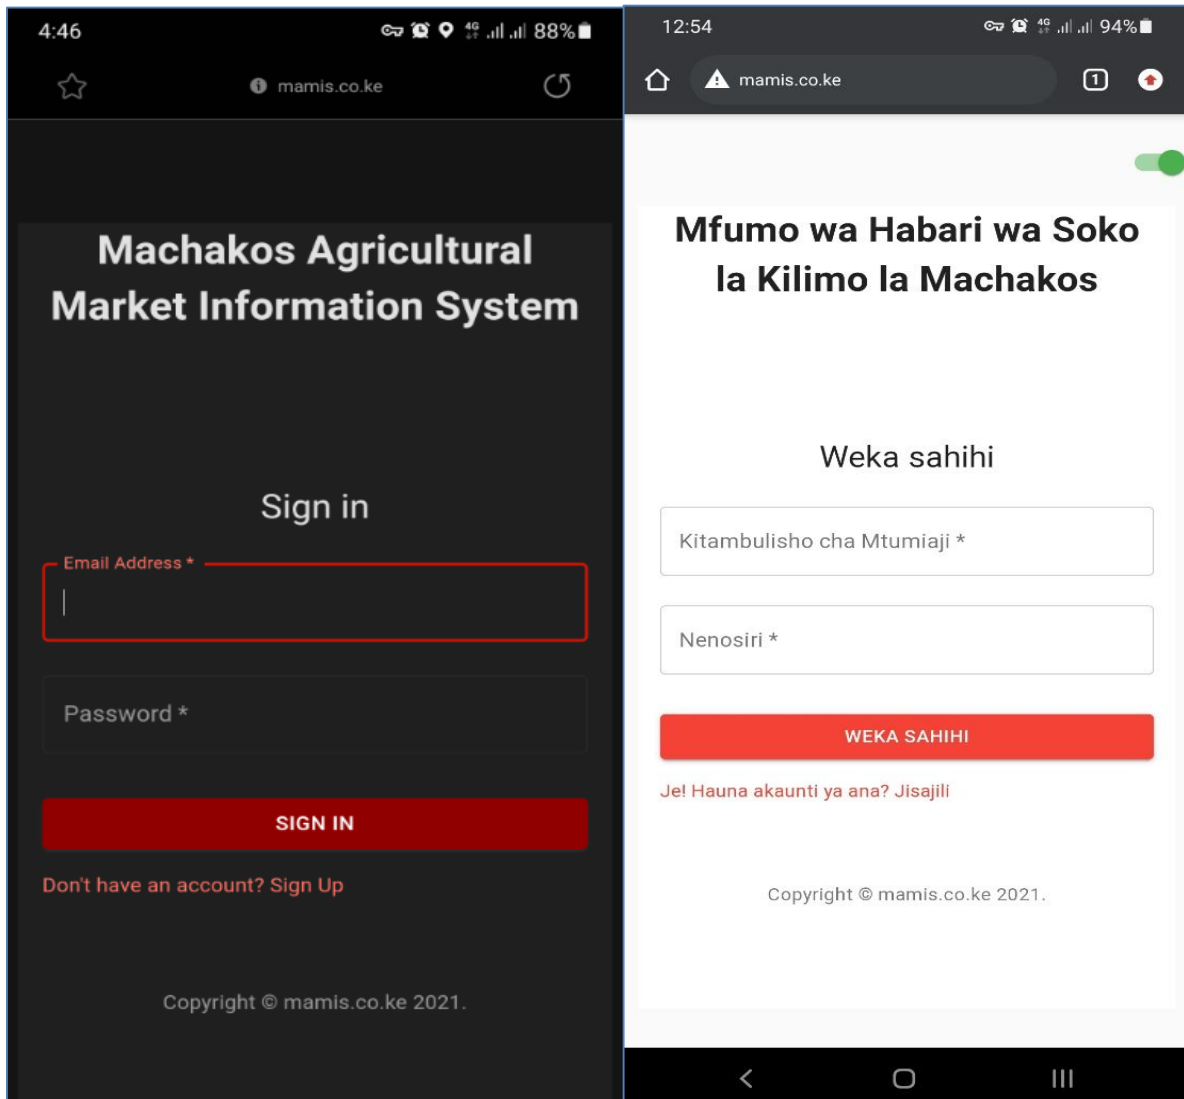 4:46
4G
88%
mamis.co.ke
Machakos Agricultural
Market Information System
Sign in
Email Address *
Password *
SIGN IN
Don't have an account? Sign Up
Copyright © mamis.co.ke 2021.
12:54
4G
94%
mamis.co.ke
1
Mfumo wa Habari wa Soko
la Kilimo la Machakos
Weka sahihi
Kitambulisho cha Mtumiaji *
Nenosiri *
WEKA SAHIHI
Je! Hauna akaunti ya ana? Jisajili
Copyright © mamis.co.ke 2021.